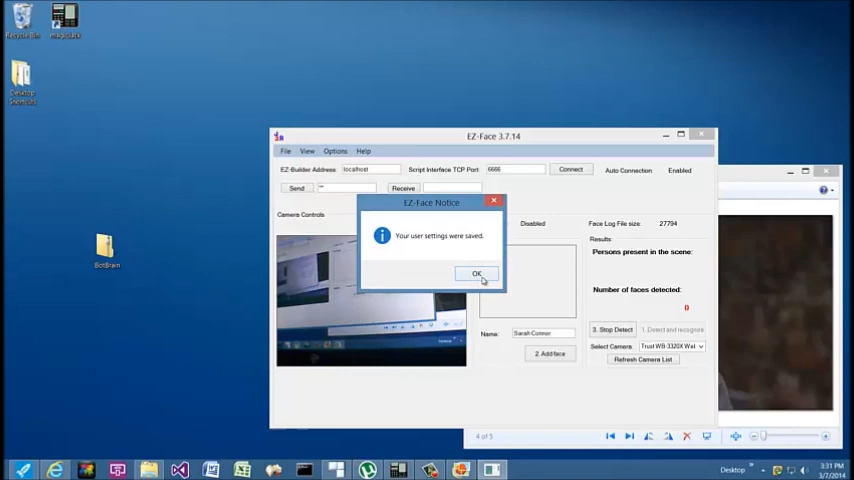 Recycle Bin
magicJack
Desktop
Shortcuts
BotBrain
EZ-Face 3.7.14
File View Options Help
EZ-Builder Address: localhost Script Interface TCP Port: 6666 Connect Auto Connection: Enabled
Send "" Receive
Camera Controls
Disabled Face Log File size: 27794
EZ-Face Notice
Your user settings were saved.
OK
Results:
Persons present in the scene:
Number of faces detected:
0
Name: Sarah Connor
2. Add face
3. Stop Detect 1. Detect and recognize
Select Camera: Trust WB-3320X Wel
Refresh Camera List
4 of 5
Desktop
3:31 PM
3/7/2014